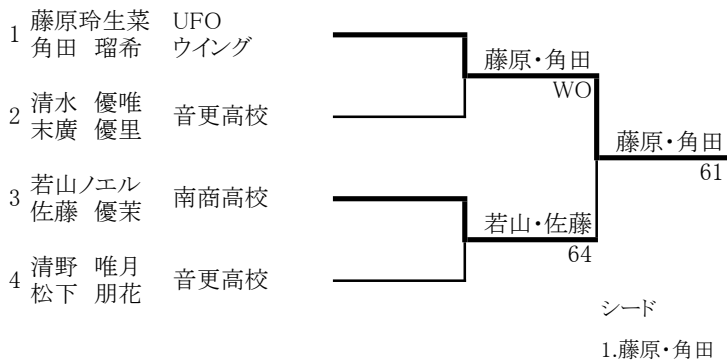 1 藤原玲生菜 UFO
角田 瑠希 ウイング
藤原・角田
WO
2 清水 優唯 音更高校
末廣 優里
藤原・角田
61
3 若山ノエル 南商高校
佐藤 優茉
若山・佐藤
64
4 清野 唯月 音更高校
松下 朋花
シード
1.藤原・角田